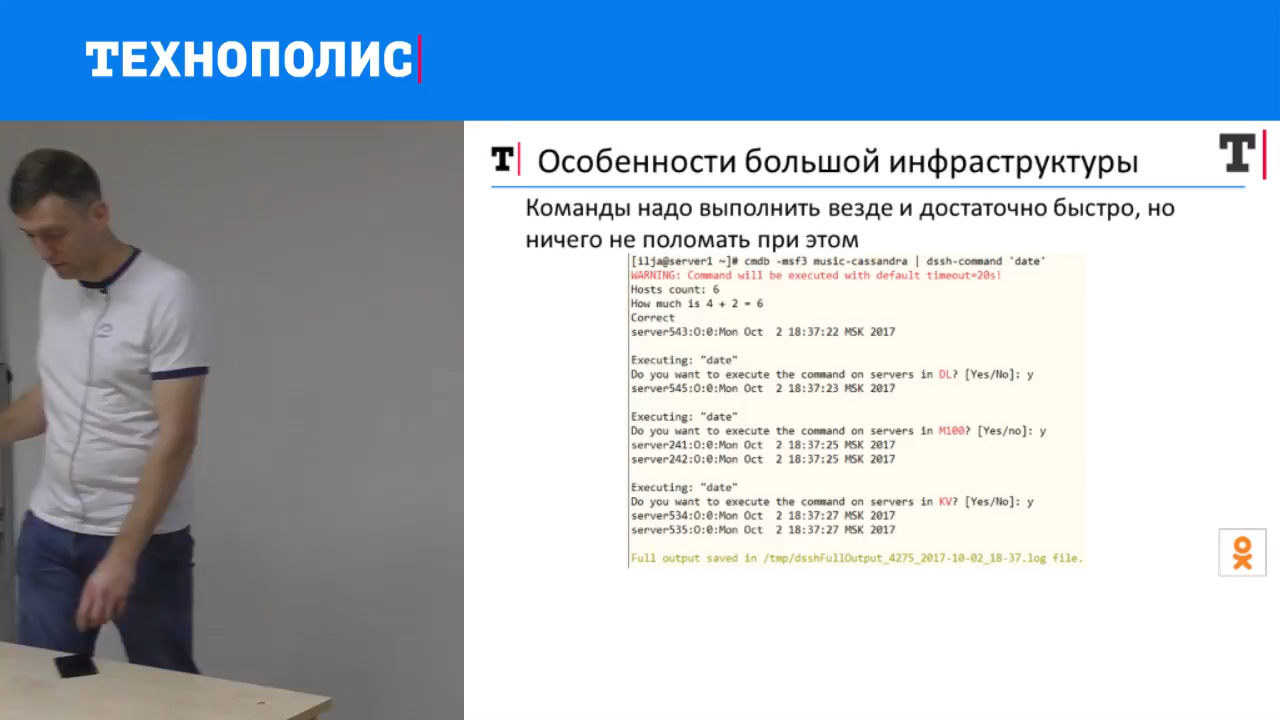 ТЕХНОПОЛИС
Т Особенности большой инфраструктуры
Т
Команды надо выполнить везде и достаточно быстро, но
ничего не поломать при этом
[ilja@server1 ~]# cmdb -msf3 music-cassandra | dssh-command 'date'
WARNING: Command will be executed with default timeout=20s!
Hosts count: 6
How much is 4 + 2 = 6
Correct
server543:O:0:Mon Oct  2 18:37:22 MSK 2017
Executing: "date"
Do you want to execute the command on servers in DL? [Yes/No]: y
server545:O:0:Mon Oct  2 18:37:23 MSK 2017
Executing: "date"
Do you want to execute the command on servers in M100? [Yes/no]: y
server241:O:0:Mon Oct  2 18:37:25 MSK 2017
server242:O:0:Mon Oct  2 18:37:25 MSK 2017
Executing: "date"
Do you want to execute the command on servers in KV? [Yes/No]: y
server534:O:0:Mon Oct  2 18:37:27 MSK 2017
server535:O:0:Mon Oct  2 18:37:27 MSK 2017
Full output saved in /tmp/dsshFullOutput_4275_2017-10-02_18-37.log file.